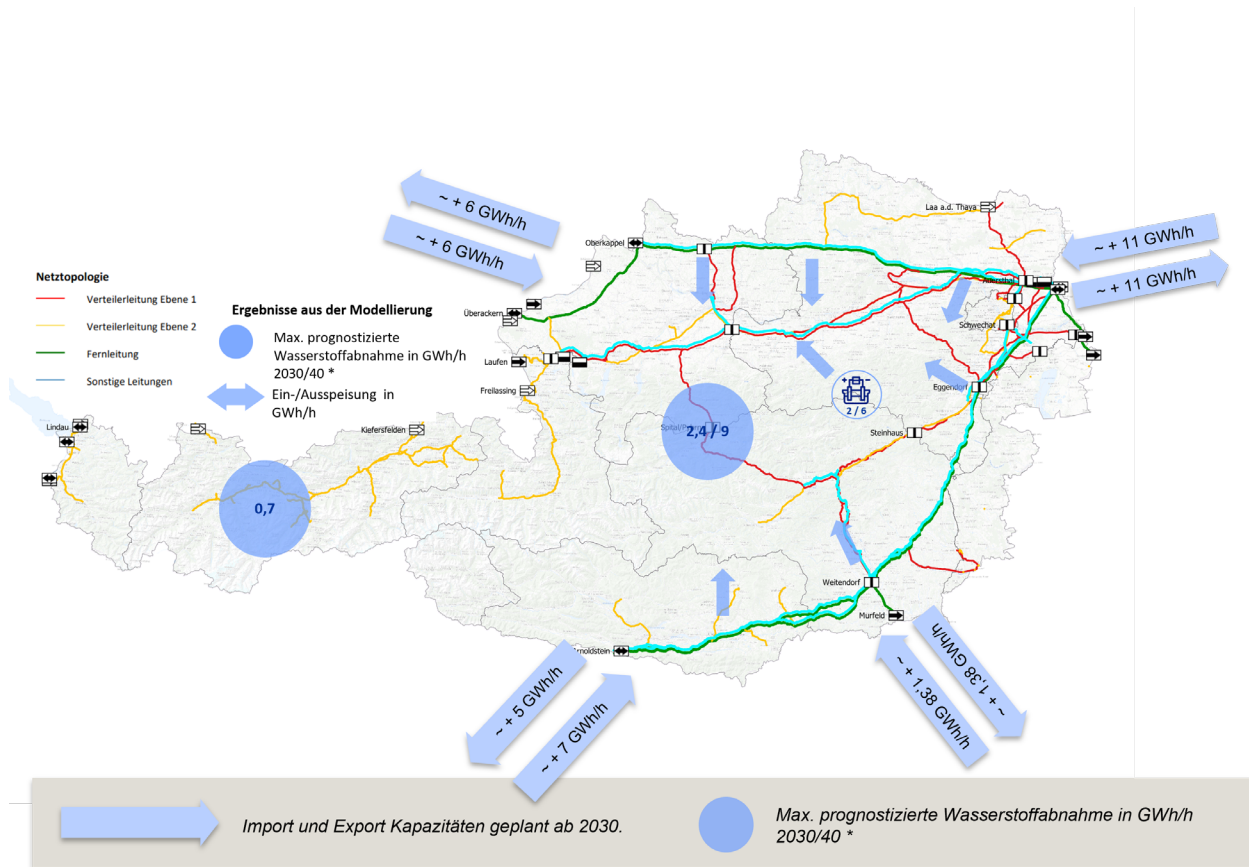 ~ + 6 GWh/h
~ + 6 GWh/h
Laa a.d. Thaya
~ + 11 GWh/h
~ + 11 GWh/h
Oberkappel
Netztopologie
Verteilerleitung Ebene 1
Verteilerleitung Ebene 2
Fernleitung
Sonstige Leitungen
Ergebnisse aus der Modellierung
Max. prognostizierte
Wasserstoffabnahme in GWh/h
2030/40 *
Ein-/Ausspeisung in
GWh/h
Überackern
Laufen
Freilassing
Schwechat
Eggendorf
+ -
2 / 6
Lindau
Kiefersfelden
2,4 / 9
Steinhaus
0,7
Weitendorf
Murfeld
Arnoldstein
~ + 5 GWh/h
~ + 7 GWh/h
~ + 1,38 GWh/h
~ + 1,38 GWh/h
Import und Export Kapazitäten geplant ab 2030.
Max. prognostizierte Wasserstoffabnahme in GWh/h
2030/40 *